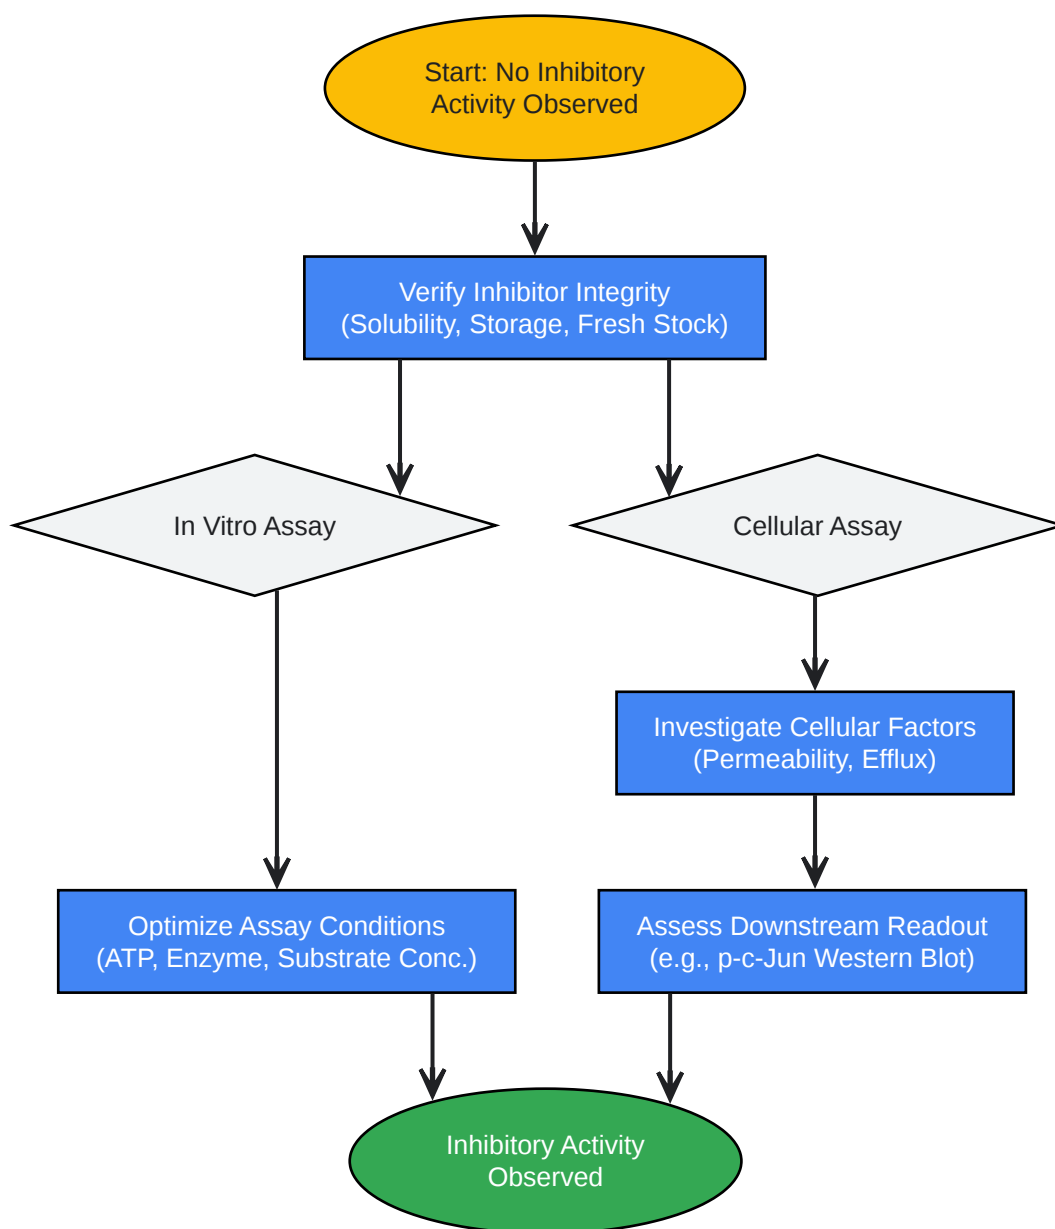 Start: No Inhibitory
Activity Observed
Verify Inhibitor Integrity
(Solubility, Storage, Fresh Stock)
In Vitro Assay
Cellular Assay
Investigate Cellular Factors
(Permeability, Efflux)
Optimize Assay Conditions
(ATP, Enzyme, Substrate Conc.)
Assess Downstream Readout
(e.g., p-c-Jun Western Blot)
Inhibitory Activity
Observed